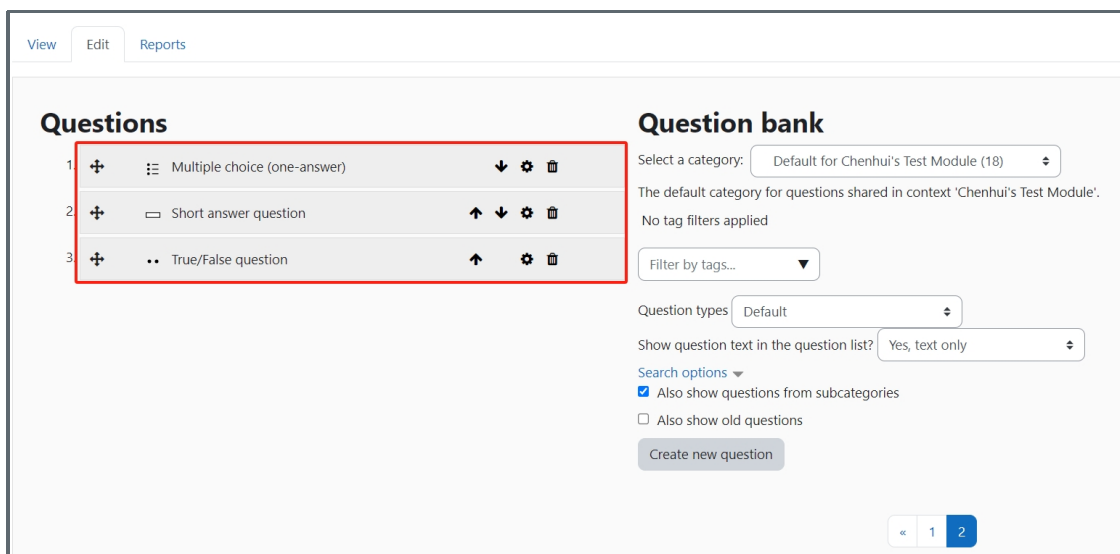 View Edit Reports
Questions
1. Multiple choice (one-answer)
2. Short answer question
3. True/False question
Question bank
Select a category: Default for Chenhui's Test Module (18)
The default category for questions shared in context 'Chenhui's Test Module'.
No tag filters applied
Filter by tags...
Question types Default
Show question text in the question list? Yes, text only
Search options
Also show questions from subcategories
Also show old questions
Create new question
« 1 2